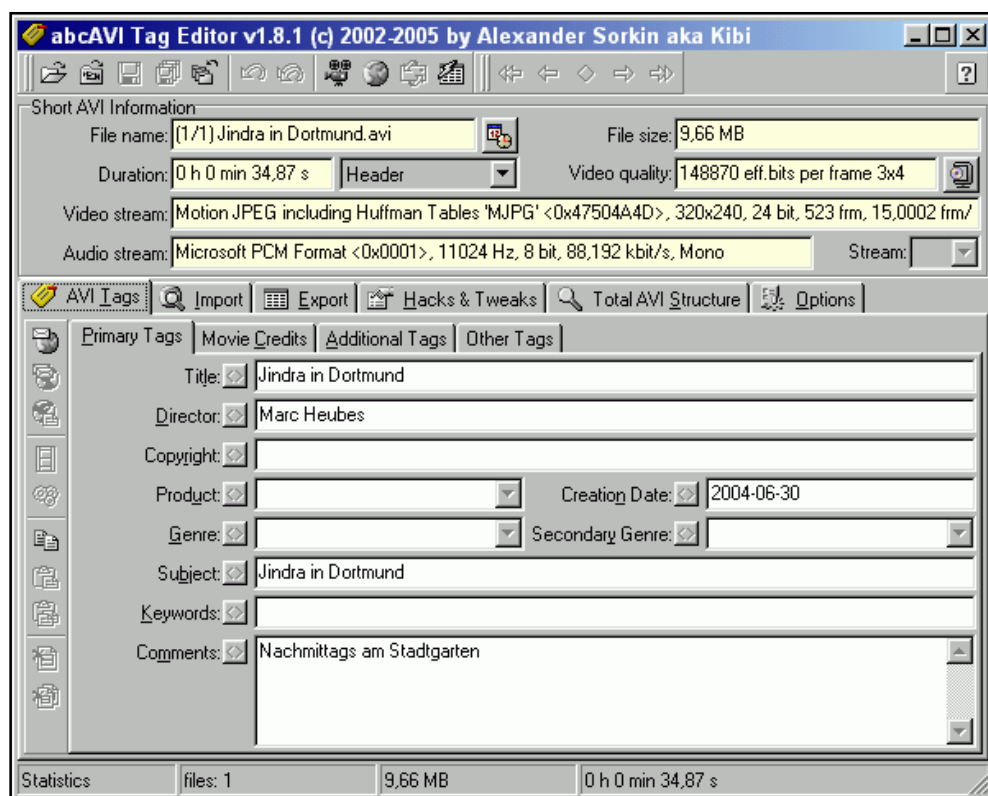 abcAVI Tag Editor v1.8.1 (c) 2002-2005 by Alexander Sorkin aka Kibi
Short AVI Information
File name: (1/1) Jindra in Dortmund.avi File size: 9,66 MB
Duration: 0 h 0 min 34,87 s Header Video quality: 148870 eff.bits per frame 3x4
Video stream: Motion JPEG including Huffman Tables 'MJPG' <0x47504A4D>, 320x240, 24 bit, 523 frm, 15,0002 frm/
Audio stream: Microsoft PCM Format <0x0001>, 11024 Hz, 8 bit, 88,192 kbit/s, Mono Stream:
AVI Tags Import Export Hacks & Tweaks Total AVI Structure Options
Primary Tags Movie Credits Additional Tags Other Tags
Title: Jindra in Dortmund
Director: Marc Heubes
Copyright:
Product: Creation Date: 2004-06-30
Genre: Secondary Genre:
Subject: Jindra in Dortmund
Keywords:
Comments: Nachmittags am Stadtgarten
Statistics files: 1 9,66 MB 0 h 0 min 34,87 s